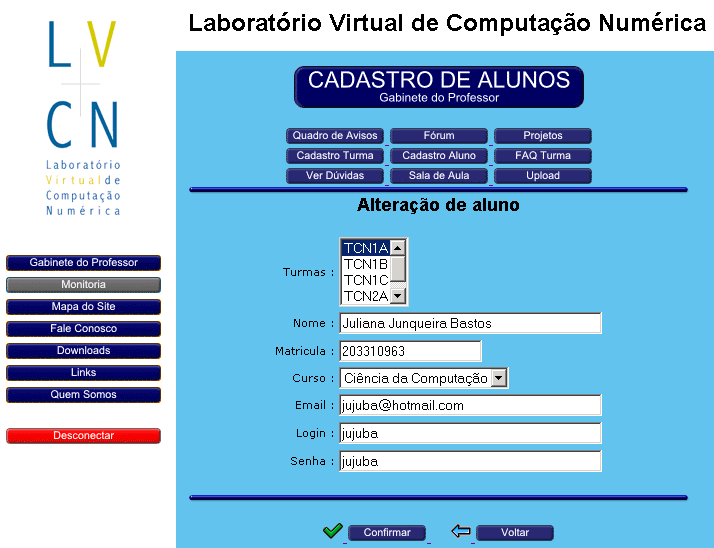 Laboratório Virtual de Computação Numérica
LV
CN
Laboratório
Virtual de
Computação
Numérica
Gabinete do Professor
Monitoria
Mapa do Site
Fale Conosco
Downloads
Links
Quem Somos
Desconectar
CADASTRO DE ALUNOS
Gabinete do Professor
Quadro de Avisos Fórum Projetos
Cadastro Turma Cadastro Aluno FAQ Turma
Ver Dúvidas Sala de Aula Upload
Alteração de aluno
Turmas :
TCN1A
TCN1B
TCN1C
TCN2A
Nome : Juliana Junqueira Bastos
Matricula : 203310963
Curso : Ciência da Computação
Email : jujuba@hotmail.com
Login : jujuba
Senha : jujuba
Confirmar Voltar